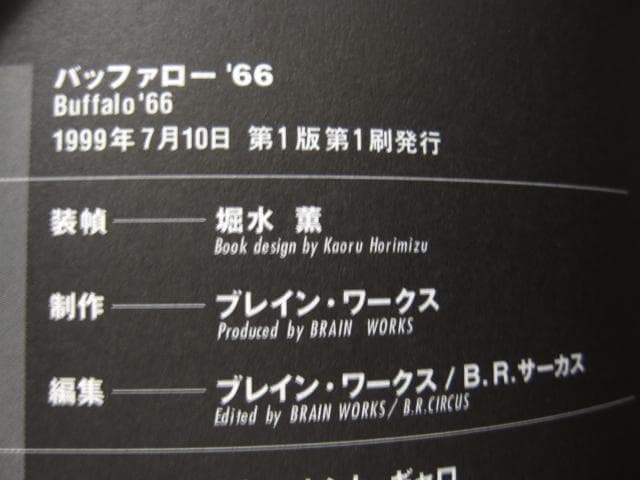 バッファロー '66
Buffalo '66
1999年7月10日 第1版第1刷発行
装幀 ―― 堀水 薫
Book design by Kaoru Horimizu
制作 ―― ブレイン・ワークス
Produced by BRAIN WORKS
編集 ―― ブレイン・ワークス / B.R.サーカス
Edited by BRAIN WORKS / B.R.CIRCUS